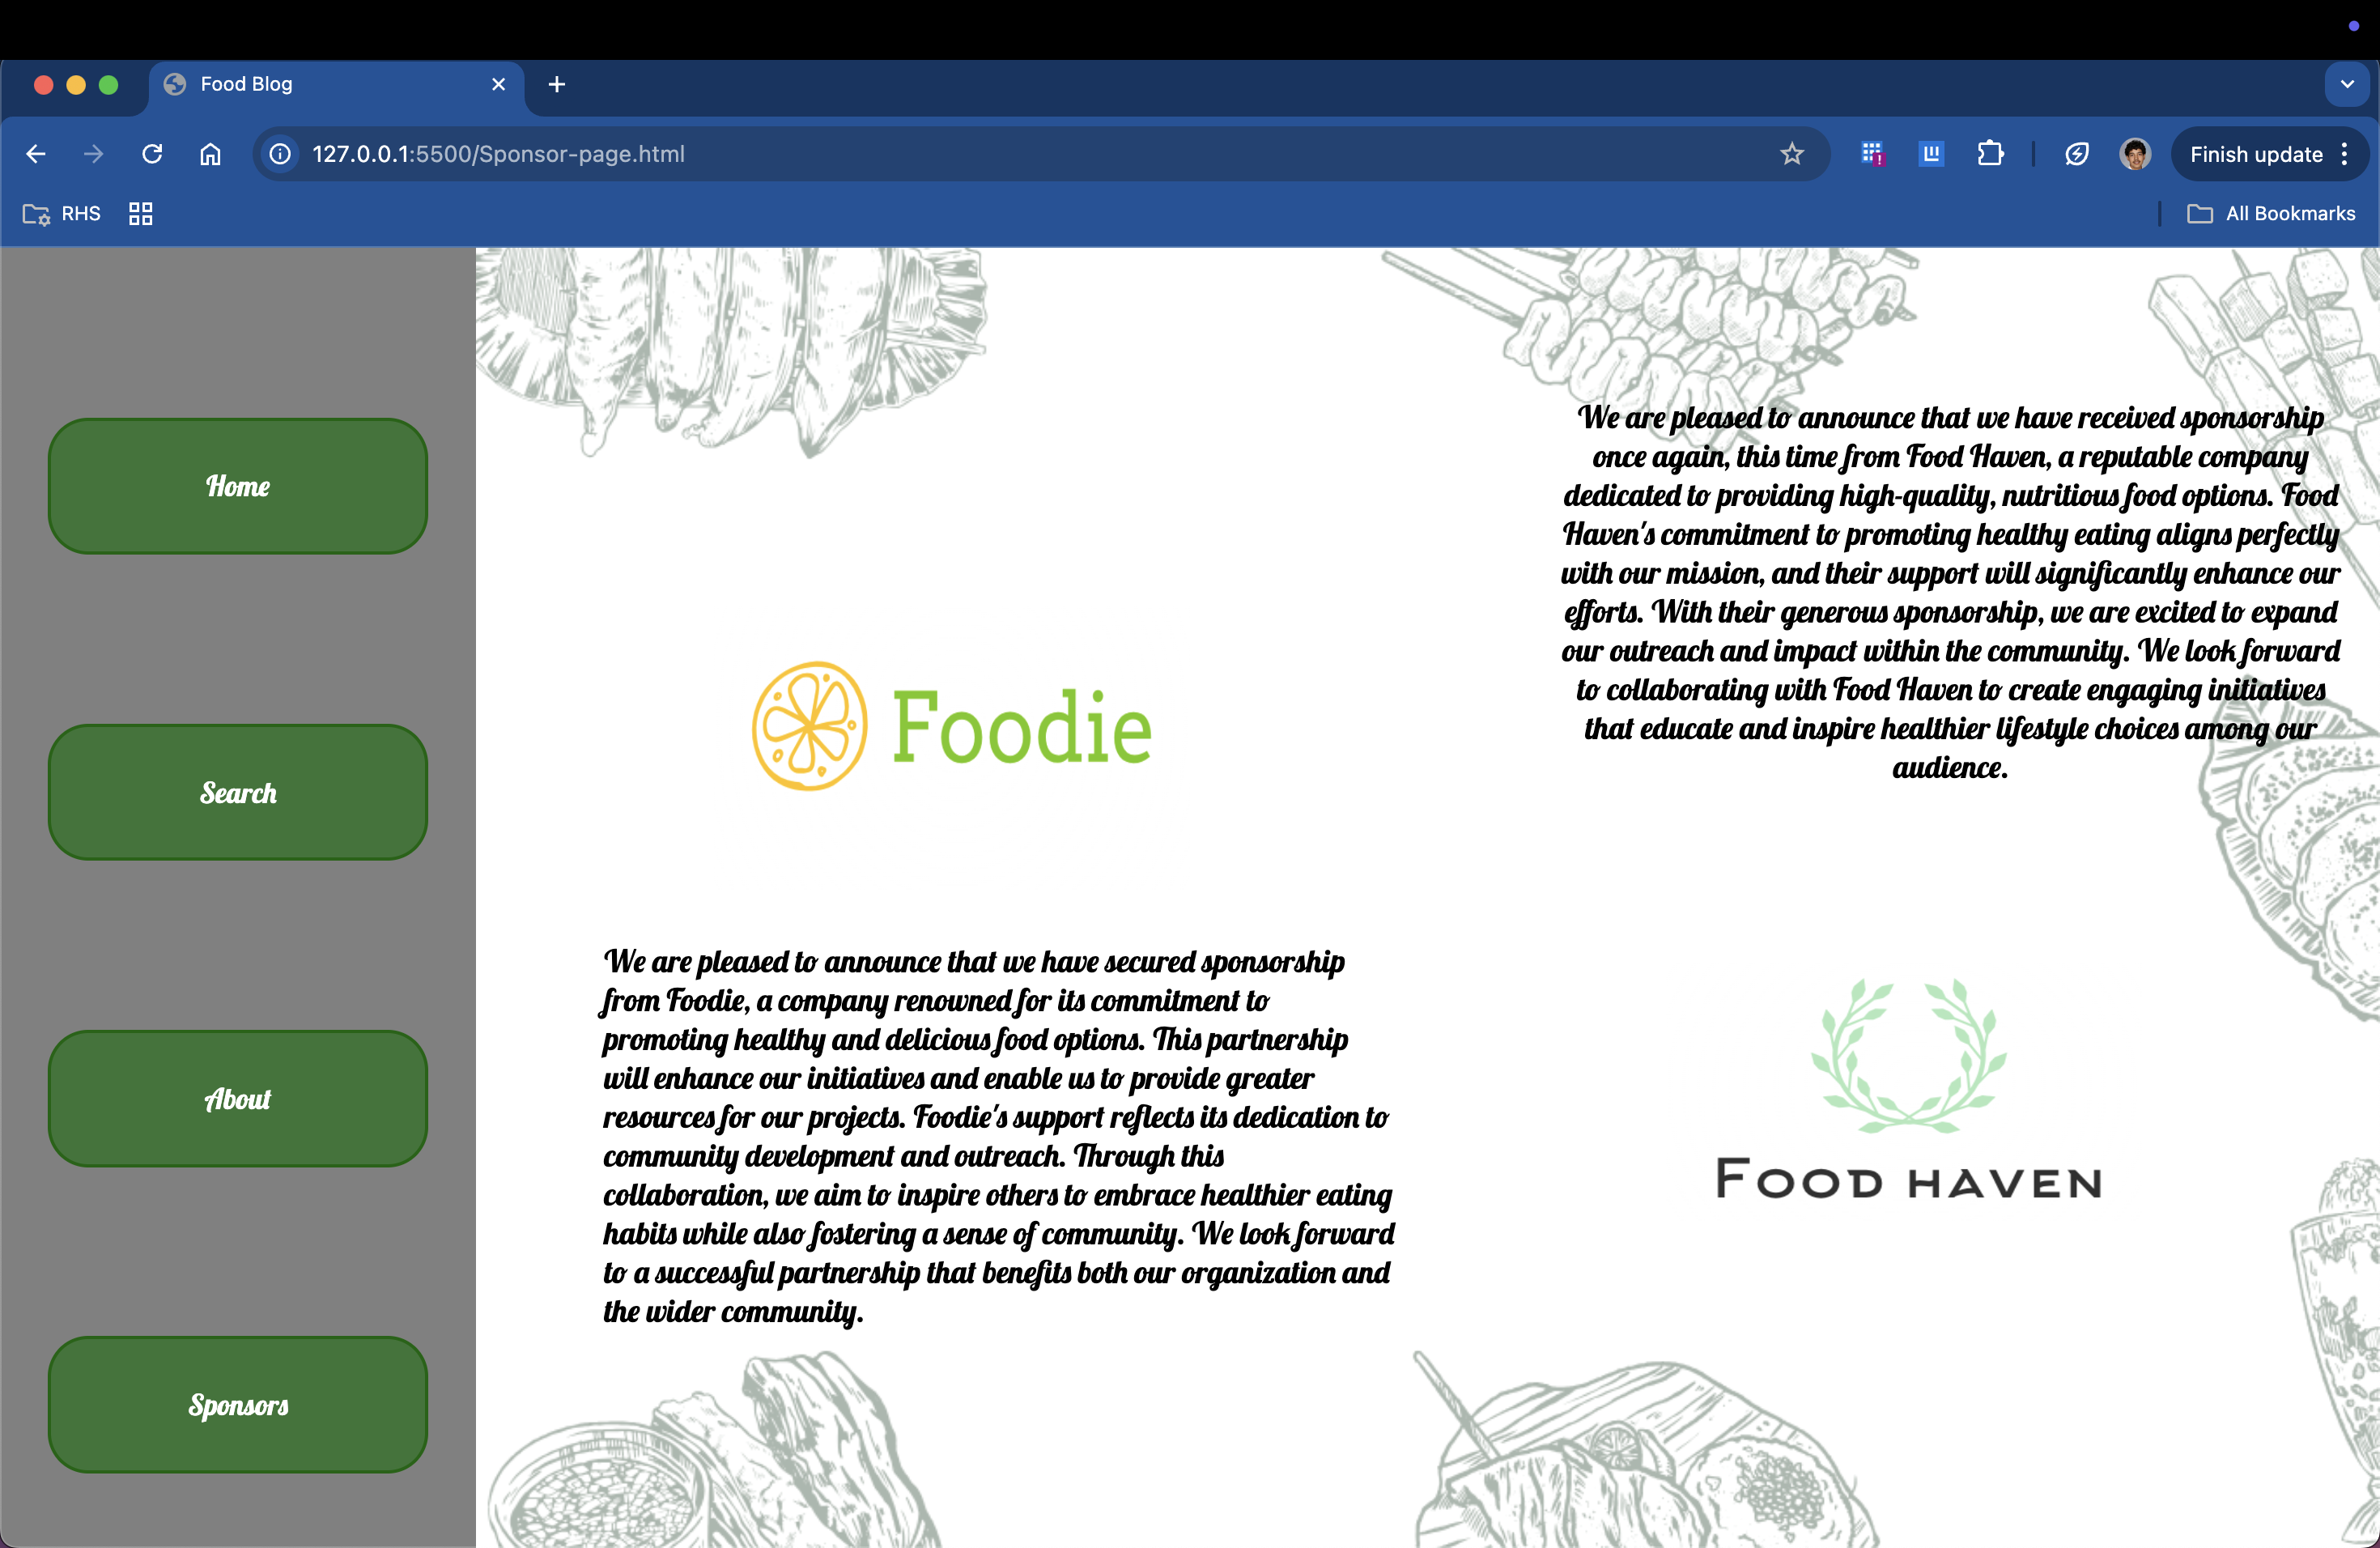 Food Blog
127.0.0.1:5500/Sponsor-page.html
Finish update
RHS
All Bookmarks
Home
Search
About
Sponsors
Foodie
We are pleased to announce that we have secured sponsorship
from Foodie, a company renowned for its commitment to
promoting healthy and delicious food options. This partnership
will enhance our initiatives and enable us to provide greater
resources for our projects. Foodie's support reflects its dedication to
community development and outreach. Through this
collaboration, we aim to inspire others to embrace healthier eating
habits while also fostering a sense of community. We look forward
to a successful partnership that benefits both our organization and
the wider community.
We are pleased to announce that we have received sponsorship
once again, this time from Food Haven, a reputable company
dedicated to providing high-quality, nutritious food options. Food
Haven's commitment to promoting healthy eating aligns perfectly
with our mission, and their support will significantly enhance our
efforts. With their generous sponsorship, we are excited to expand
our outreach and impact within the community. We look forward
to collaborating with Food Haven to create engaging initiatives
that educate and inspire healthier lifestyle choices among our
audience.
FOOD HAVEN